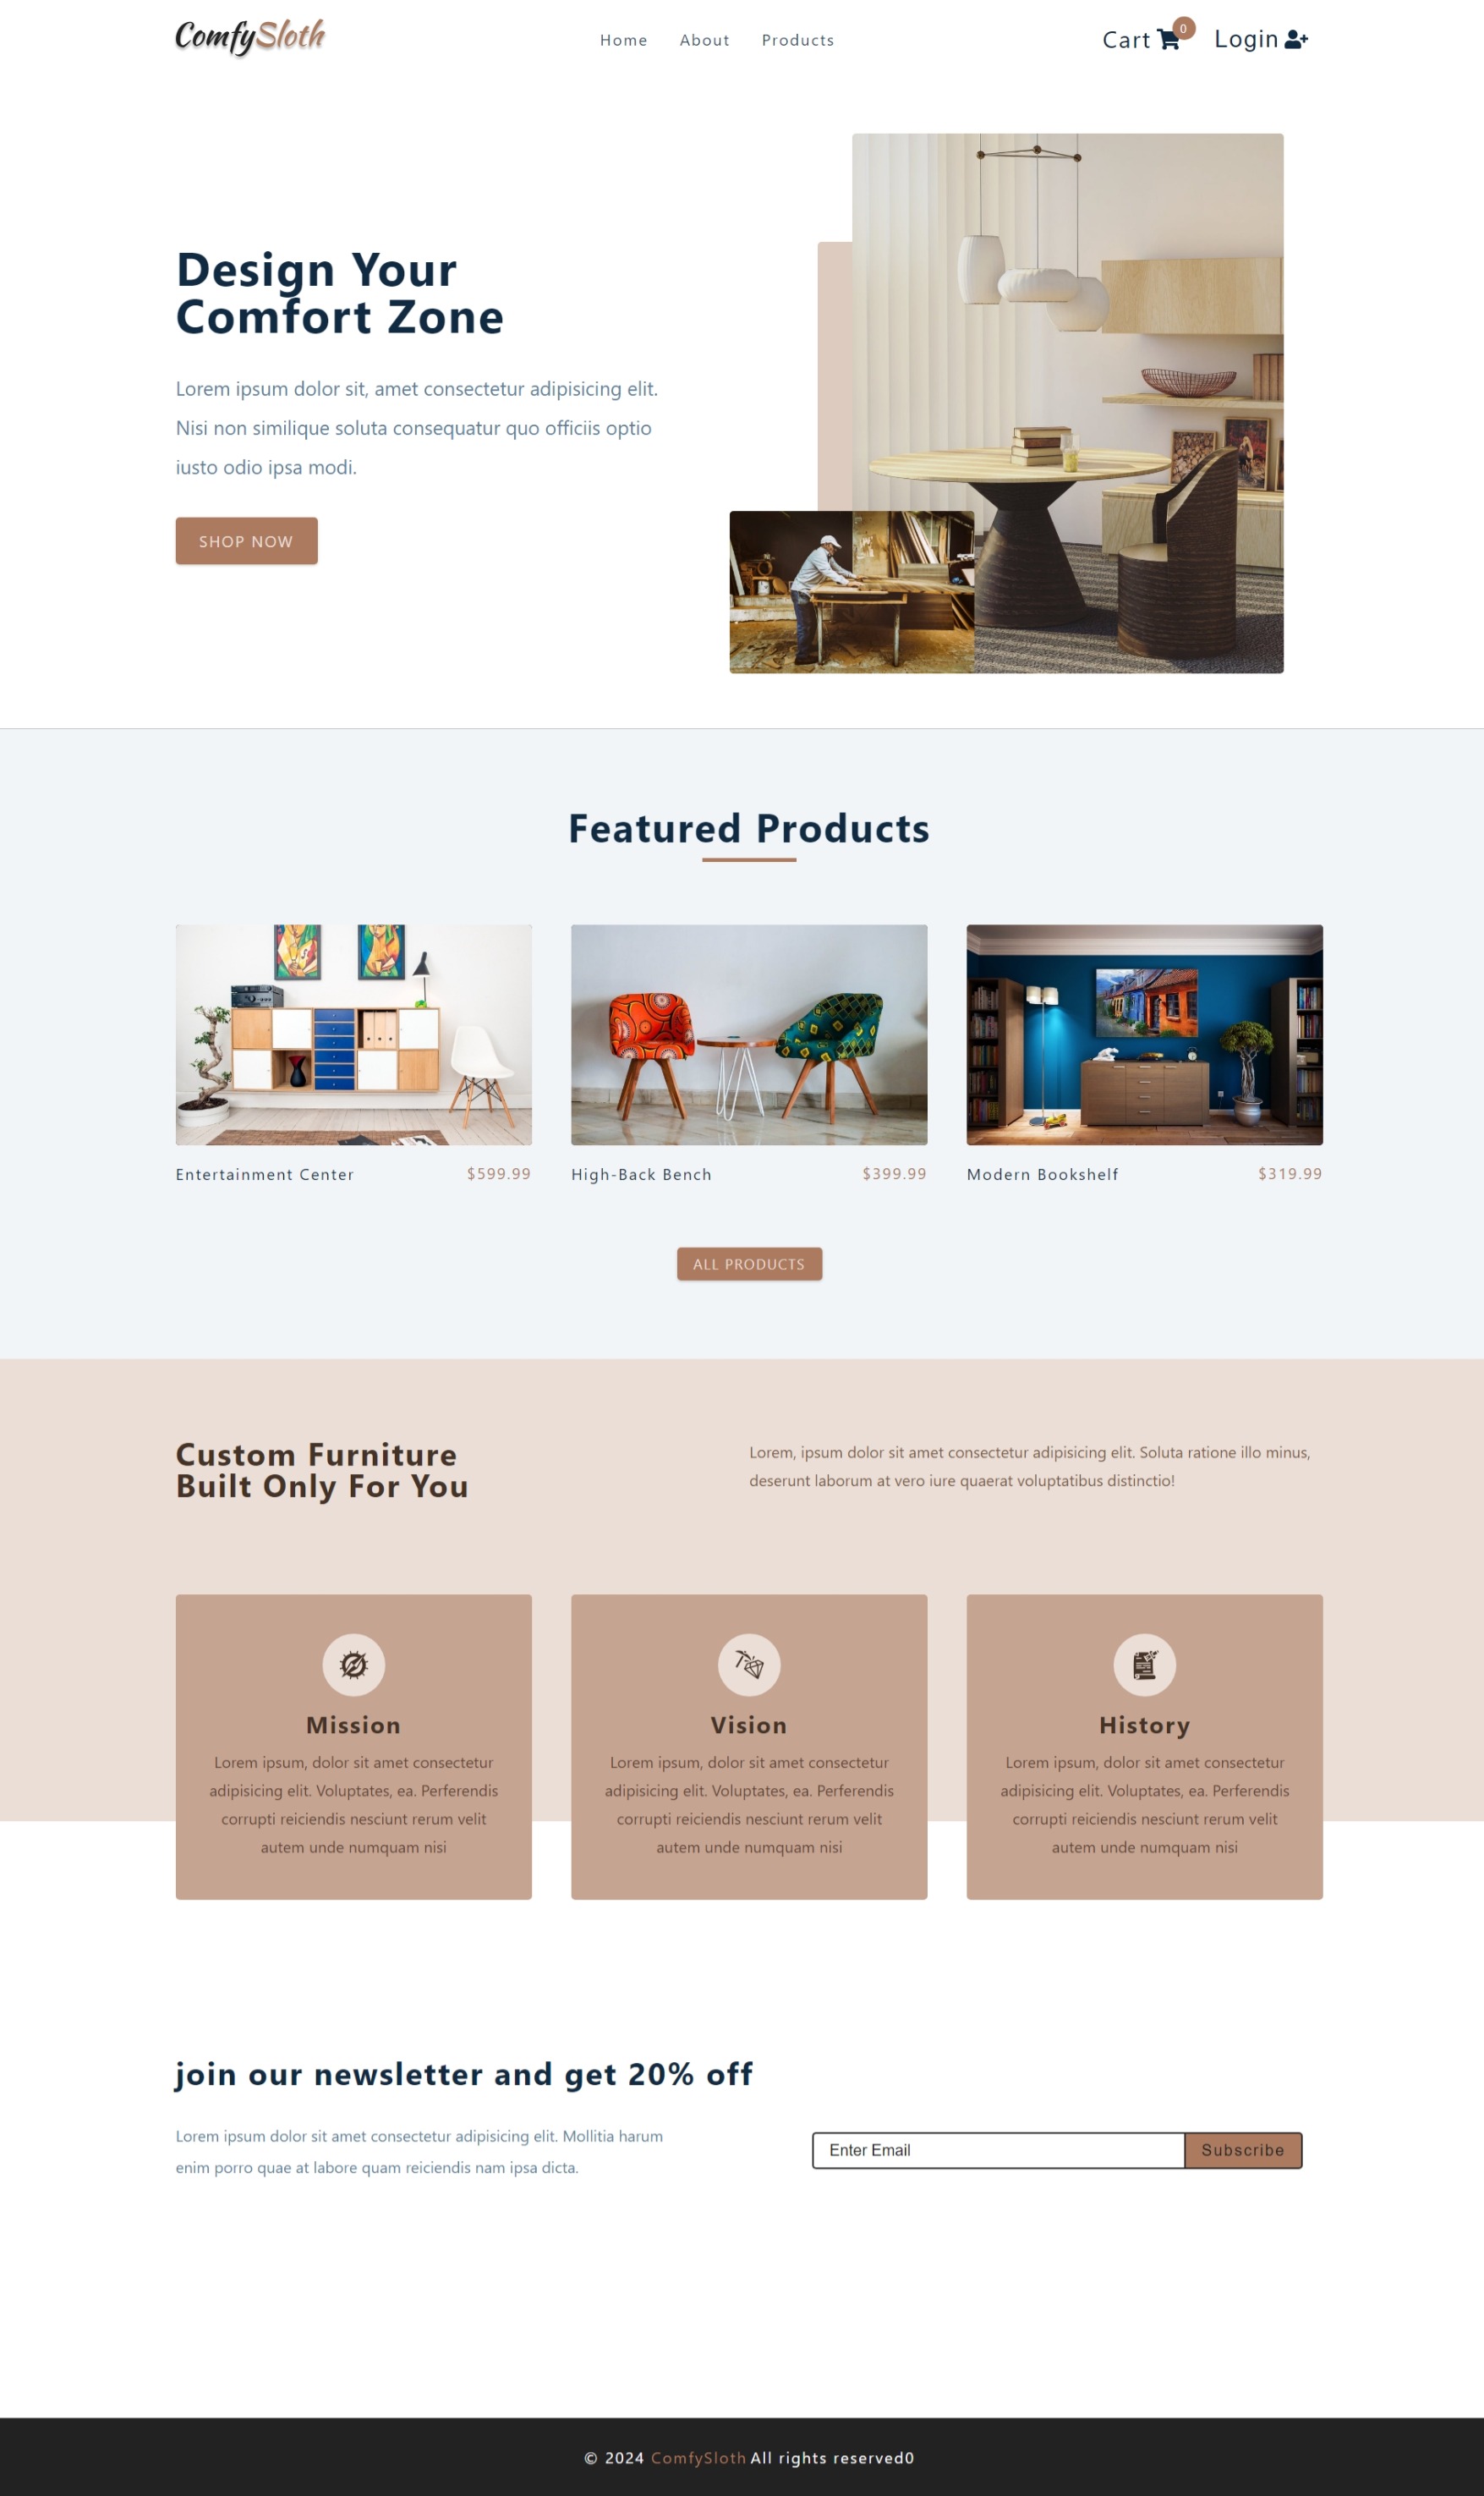 ComfySloth
Home About Products
Cart 0 Login
Design Your
Comfort Zone
Lorem ipsum dolor sit, amet consectetur adipisicing elit.
Nisi non similique soluta consequatur quo officiis optio
iusto odio ipsa modi.
SHOP NOW
Featured Products
Entertainment Center $599.99
High-Back Bench $399.99
Modern Bookshelf $319.99
ALL PRODUCTS
Custom Furniture
Built Only For You
Lorem, ipsum dolor sit amet consectetur adipisicing elit. Soluta ratione illo minus,
deserunt laborum at vero iure quaerat voluptatibus distinctio!
Mission
Lorem ipsum, dolor sit amet consectetur
adipisicing elit. Voluptates, ea. Perferendis
corrupti reiciendis nesciunt rerum velit
autem unde numquam nisi
Vision
Lorem ipsum, dolor sit amet consectetur
adipisicing elit. Voluptates, ea. Perferendis
corrupti reiciendis nesciunt rerum velit
autem unde numquam nisi
History
Lorem ipsum, dolor sit amet consectetur
adipisicing elit. Voluptates, ea. Perferendis
corrupti reiciendis nesciunt rerum velit
autem unde numquam nisi
join our newsletter and get 20% off
Lorem ipsum dolor sit amet consectetur adipisicing elit. Mollitia harum
enim porro quae at labore quam reiciendis nam ipsa dicta.
Enter Email Subscribe
© 2024 ComfySloth All rights reserved0